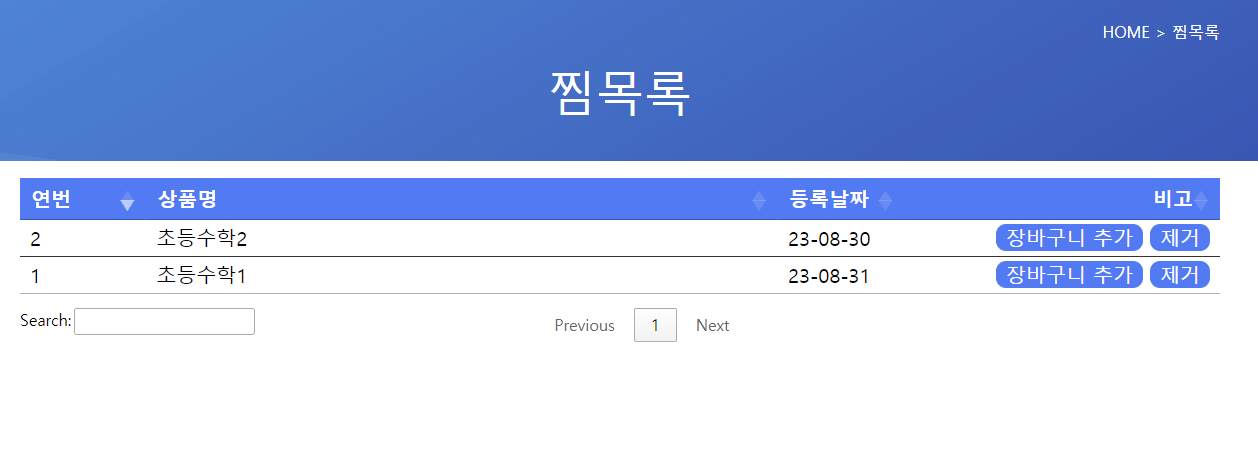 HOME > 찜목록
찜목록
연번 상품명 등록날짜 비고
2 초등수학2 23-08-30 장바구니 추가 제거
1 초등수학1 23-08-31 장바구니 추가 제거
Search: Previous 1 Next